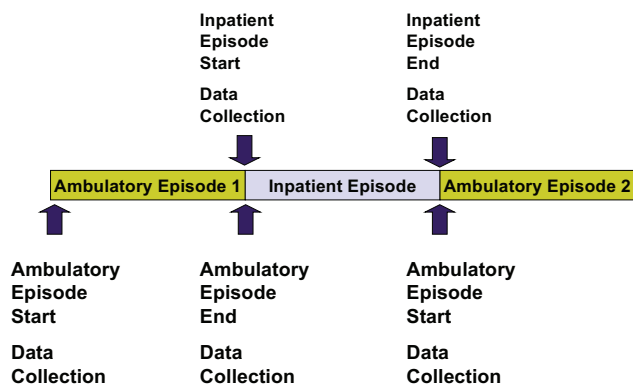 Inpatient
Episode
Start
Data
Collection
Inpatient
Episode
End
Data
Collection
Ambulatory Episode 1
Inpatient Episode
Ambulatory Episode 2
Ambulatory
Episode
Start
Data
Collection
Ambulatory
Episode
End
Data
Collection
Ambulatory
Episode
Start
Data
Collection